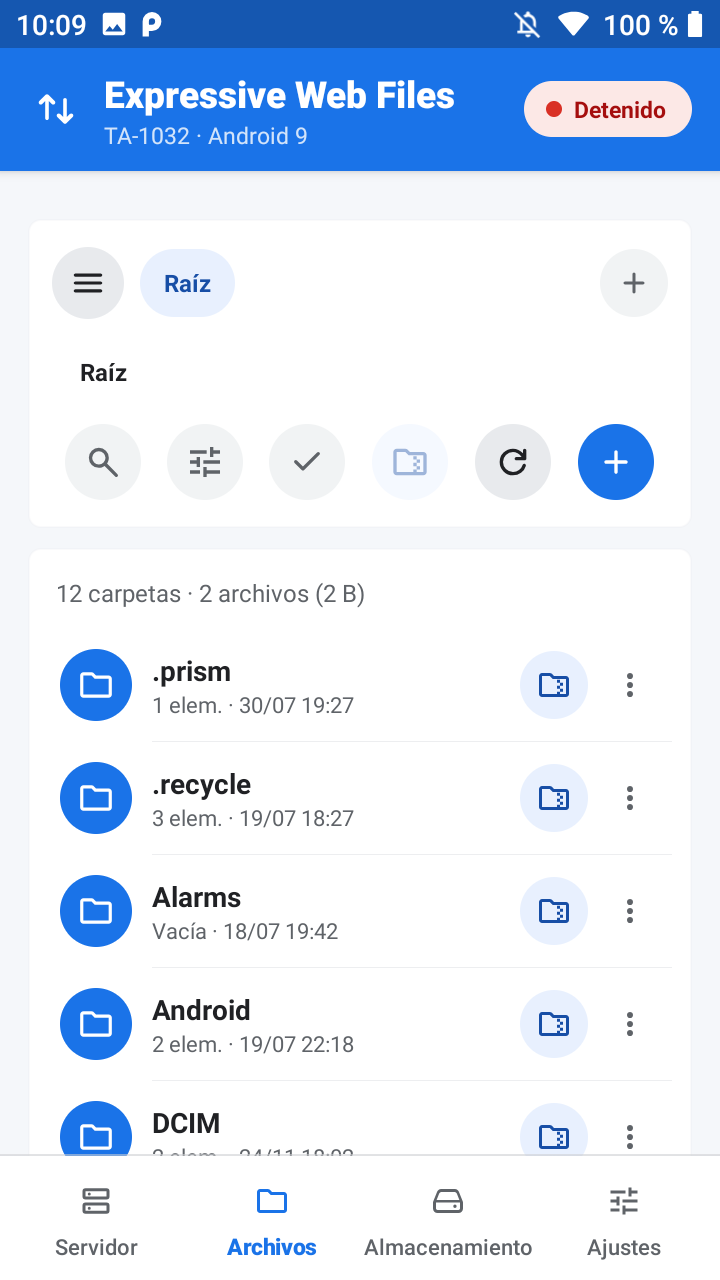 10:09
100 %
Expressive Web Files
TA-1032 · Android 9
Detenido
Raíz
Raíz
12 carpetas · 2 archivos (2 B)
.prism
1 elem. · 30/07 19:27
.recycle
3 elem. · 19/07 18:27
Alarms
Vacía · 18/07 19:42
Android
2 elem. · 19/07 22:18
DCIM
Servidor
Archivos
Almacenamiento
Ajustes